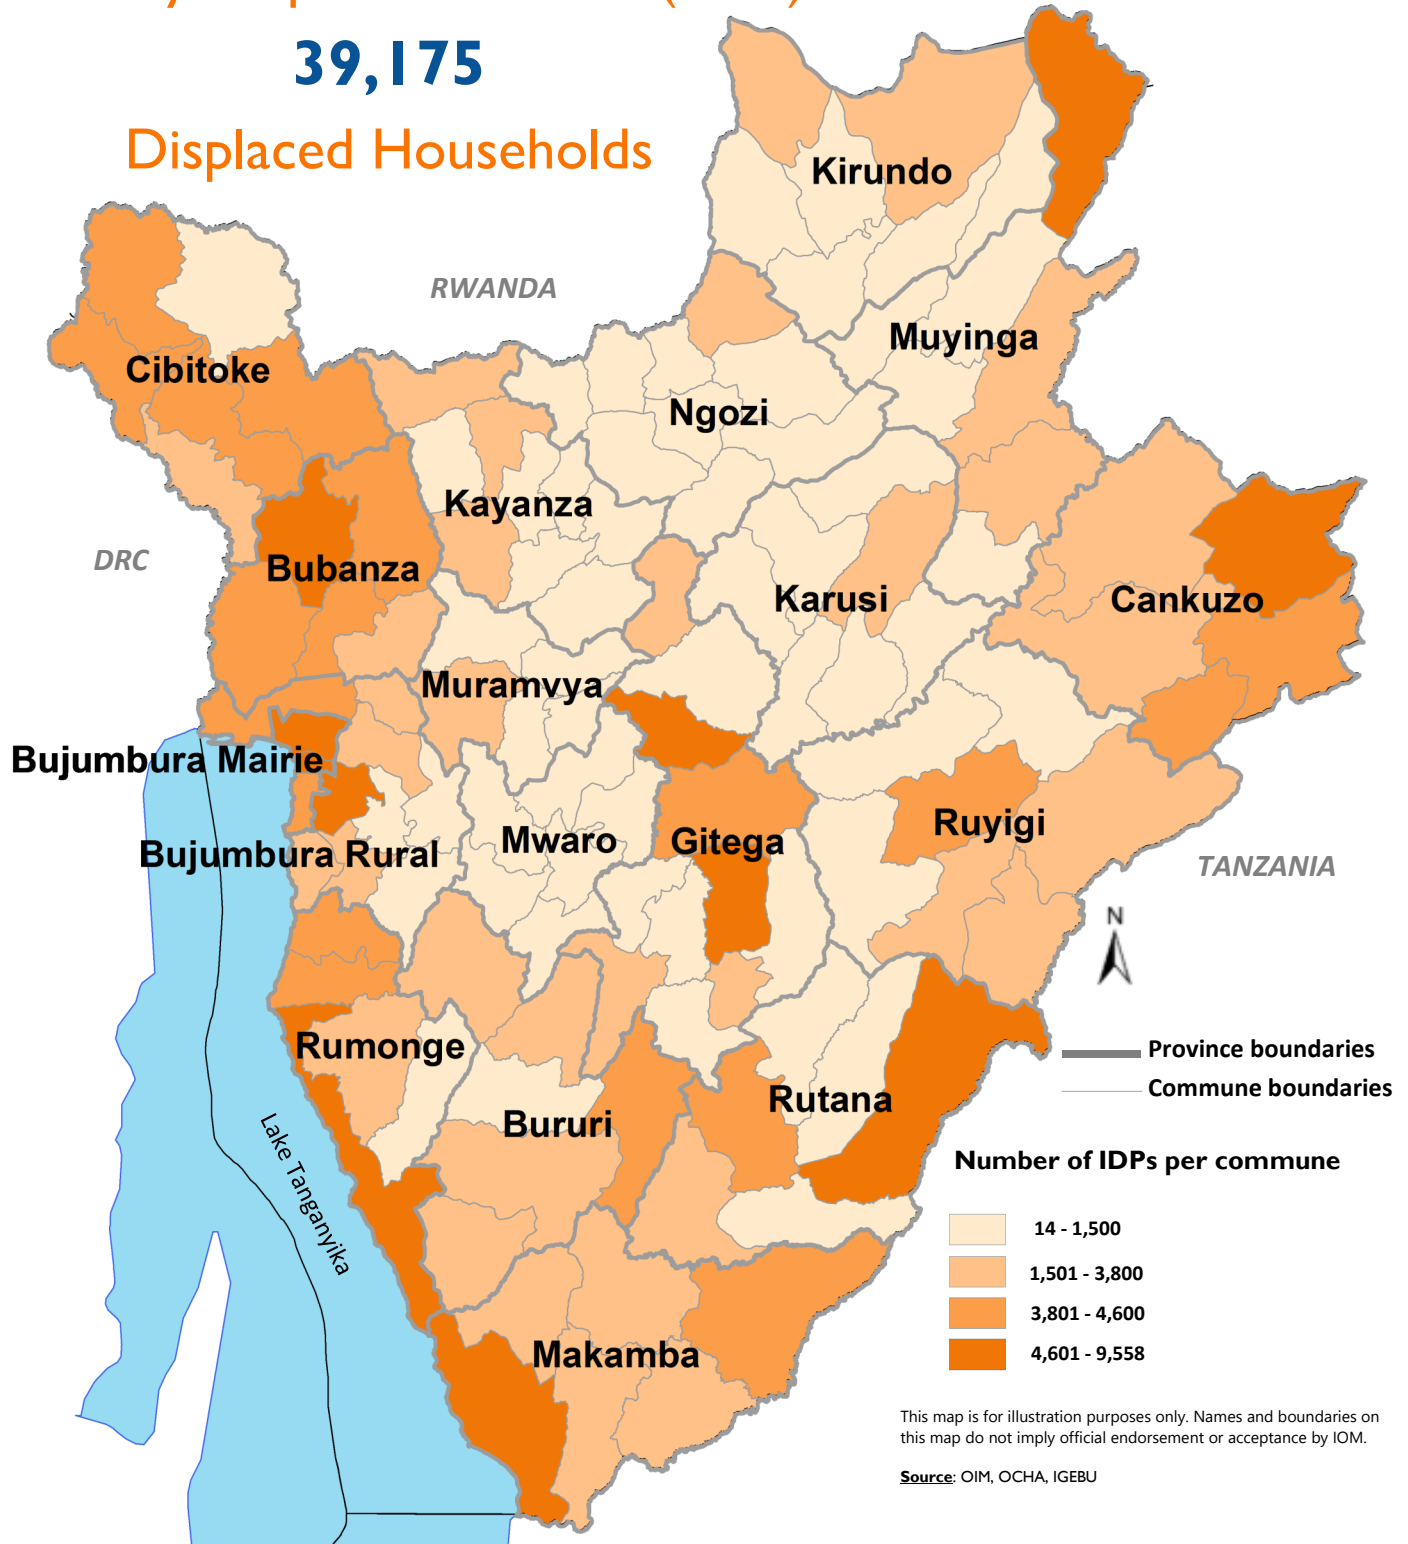 39,175
Displaced Households
Kirundo
RWANDA
Muyinga
Cibitoke
Ngozi
Kayanza
DRC
Bubanza
Karusi
Cankuzo
Muramvya
Bujumbura Mairie
Mwaro
Gitega
Ruyigi
Bujumbura Rural
TANZANIA
N
Rumonge
Province boundaries
Commune boundaries
Rutana
Bururi
Lake Tanganyika
Number of IDPs per commune
14 - 1,500
1,501 - 3,800
3,801 - 4,600
4,601 - 9,558
Makamba
This map is for illustration purposes only. Names and boundaries on
this map do not imply official endorsement or acceptance by IOM.
Source: OIM, OCHA, IGEBU